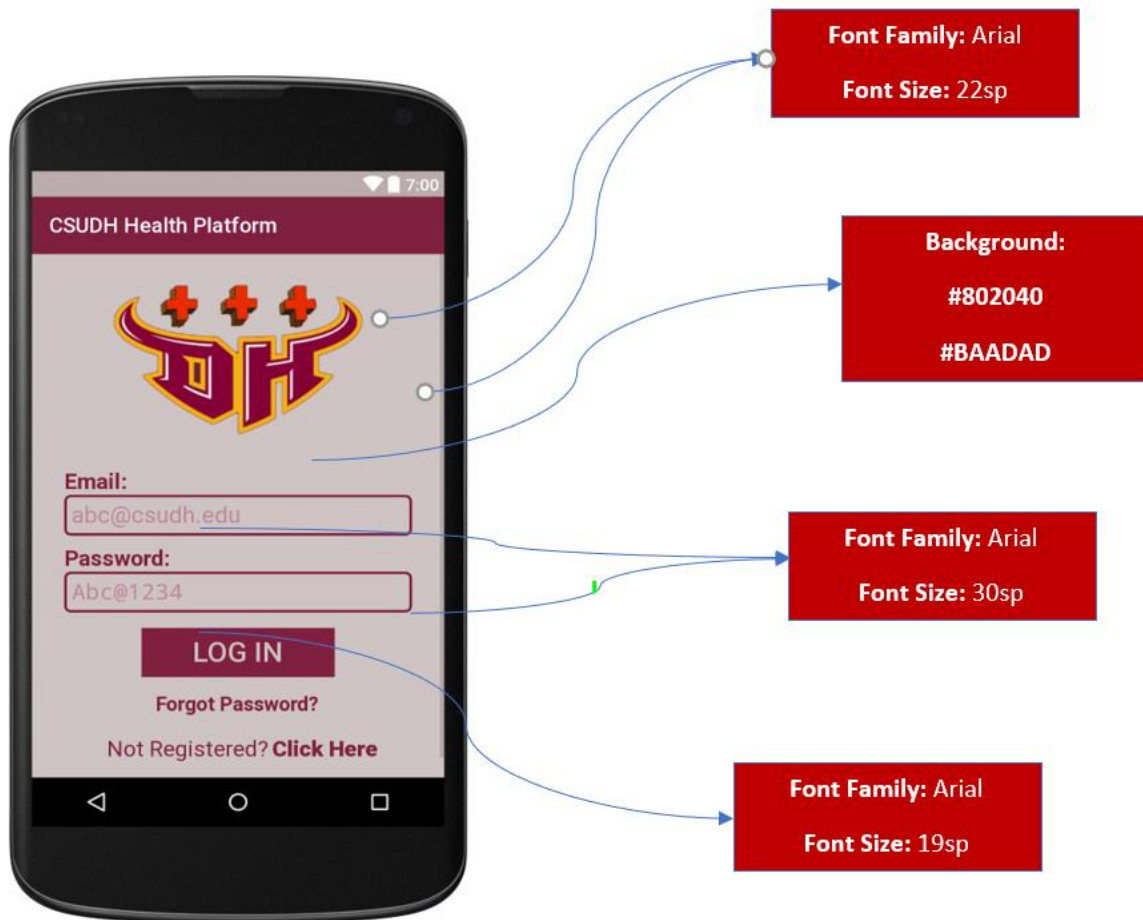 Font Family: Arial
Font Size: 22sp
7:00
CSUDH Health Platform
DH
Background:
#802040
#BAADAD
Email:
abc@csudh.edu
Password:
Abc@1234
Font Family: Arial
Font Size: 30sp
LOG IN
Forgot Password?
Not Registered? Click Here
Font Family: Arial
Font Size: 19sp